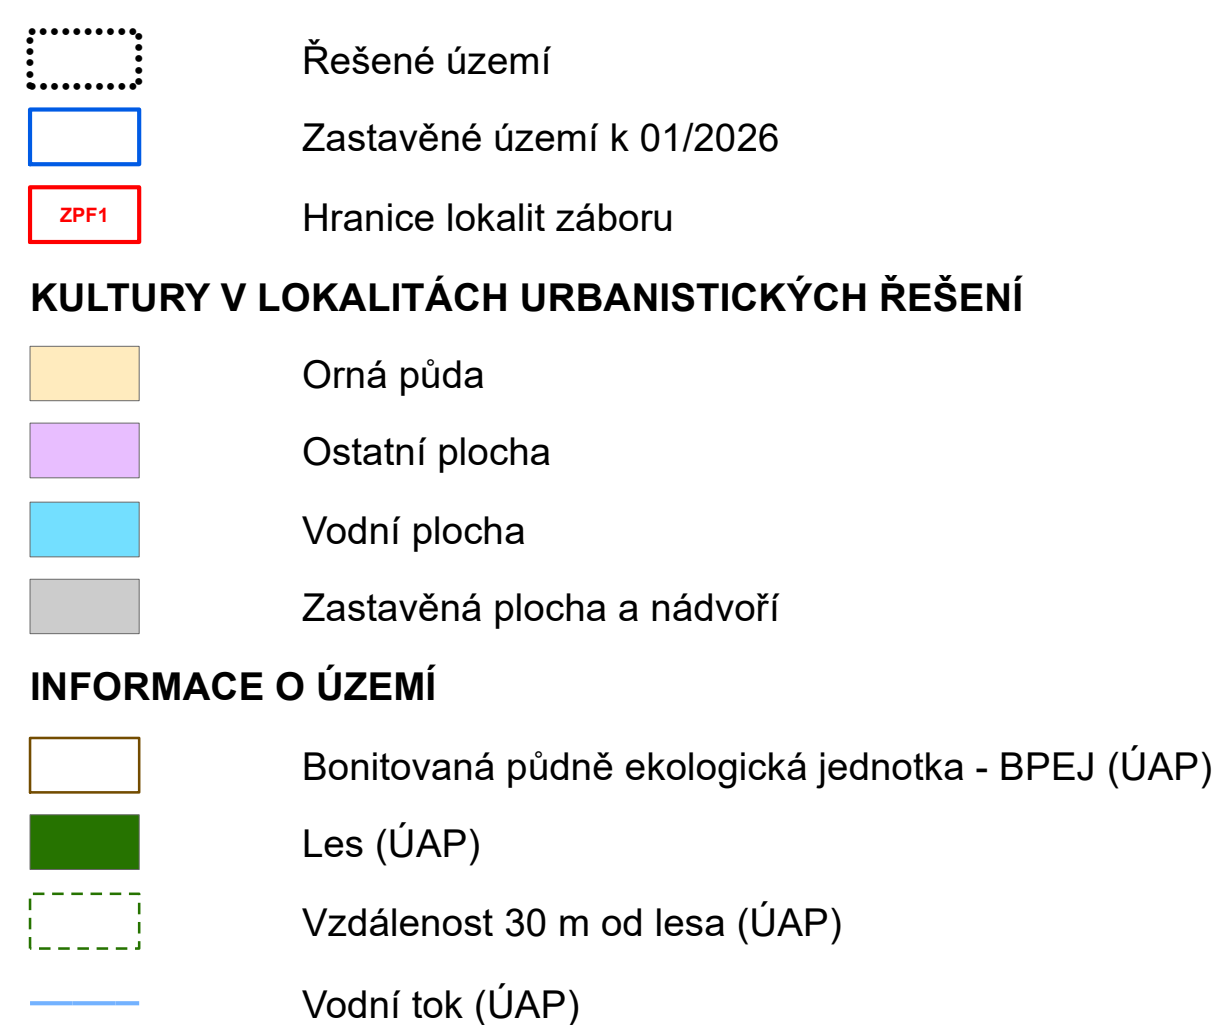 Řešené území
Zastavěné území k 01/2026
ZPF1 Hranice lokalit záboru
KULTURY V LOKALITÁCH URBANISTICKÝCH ŘEŠENÍ
Orná půda
Ostatní plocha
Vodní plocha
Zastavěná plocha a nádvoří
INFORMACE O ÚZEMÍ
Bonitovaná půdně ekologická jednotka - BPEJ (ÚAP)
Les (ÚAP)
Vzdálenost 30 m od lesa (ÚAP)
Vodní tok (ÚAP)